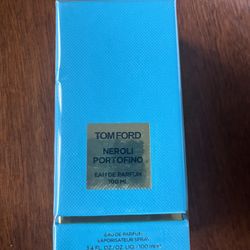 TOM FORD
NEROLI
PORTOFINO
EAU DE PARFUM
100 ML
EAU DE PARFUM
VAPORISATEUR SPRAY
3.4 FL.OZ/OZ LIQ/100 ml e